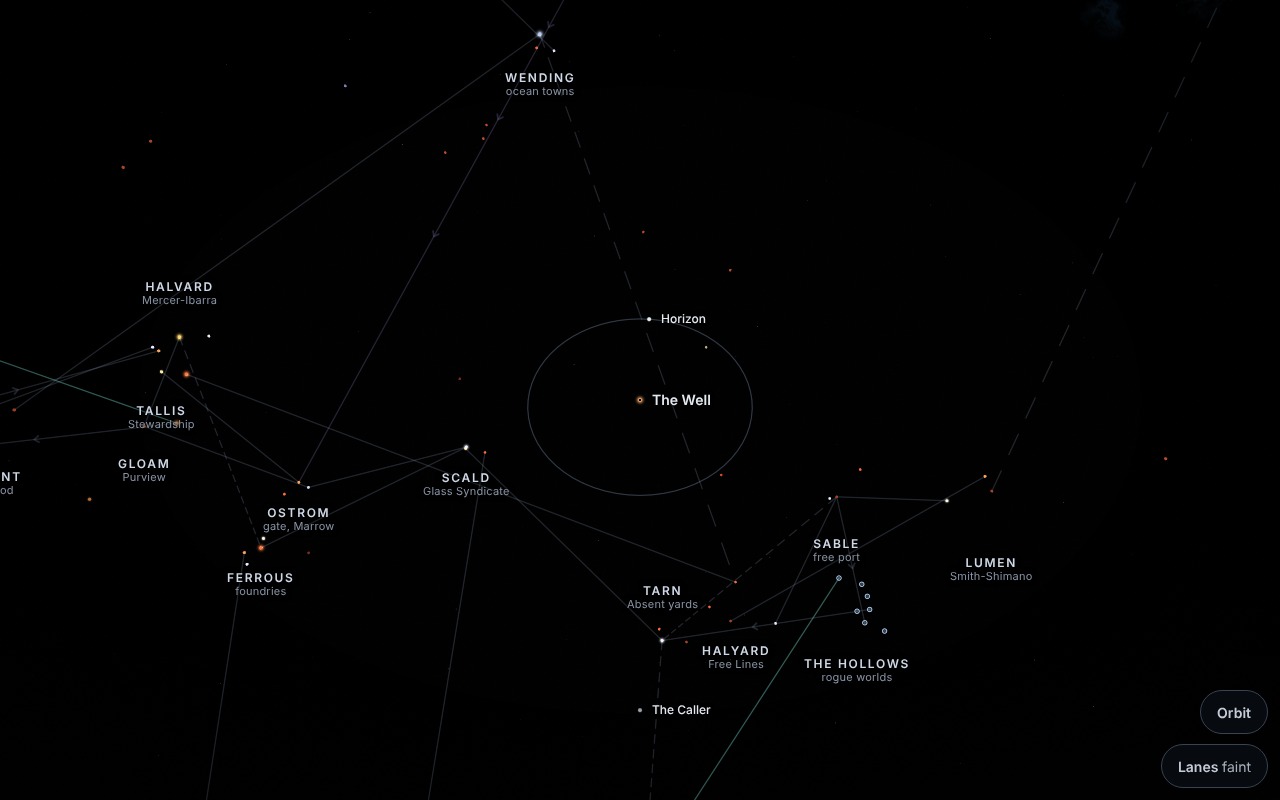 WENDING
ocean towns
HALVARD
Mercer-Ibarra
Horizon
The Well
TALLIS
Stewardship
GLOAM
Purview
NT
od
SCALD
Glass Syndicate
OSTROM
gate, Marrow
FERROUS
foundries
SABLE
free port
LUMEN
Smith-Shimano
TARN
Absent yards
HALYARD
Free Lines
THE HOLLOWS
rogue worlds
The Caller
Orbit
Lanes faint